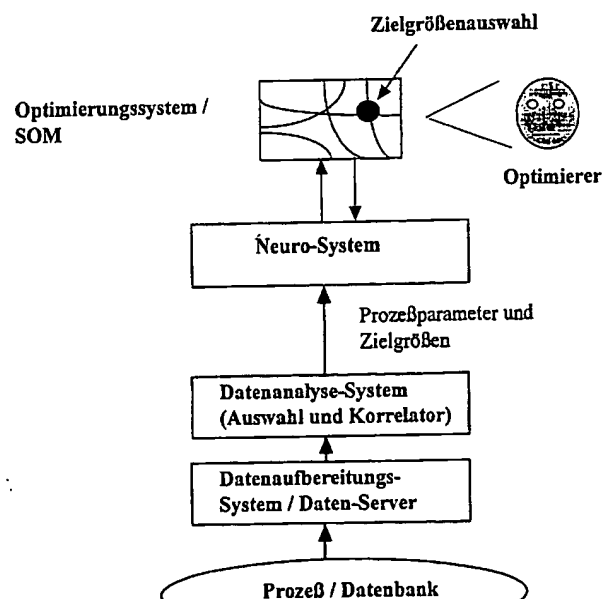 Zielgrößenauswahl
Optimierungssystem /
SOM
Optimierer
Neuro-System
Prozeßparameter und
Zielgrößen
Datenanalyse-System
(Auswahl und Korrelator)
Datenaufbereitungs-
System / Daten-Server
Prozeß / Datenbank